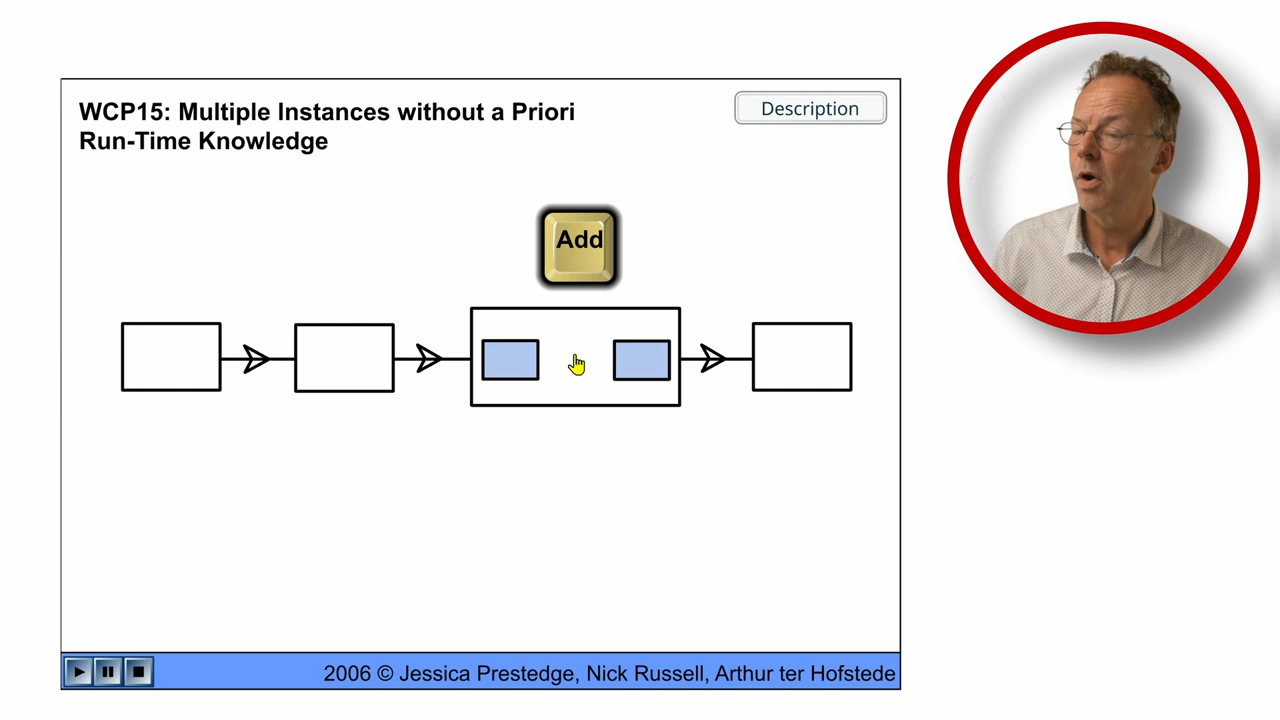 WCP15: Multiple Instances without a Priori
Run-Time Knowledge
Description
Add
2006 © Jessica Prestedge, Nick Russell, Arthur ter Hofstede